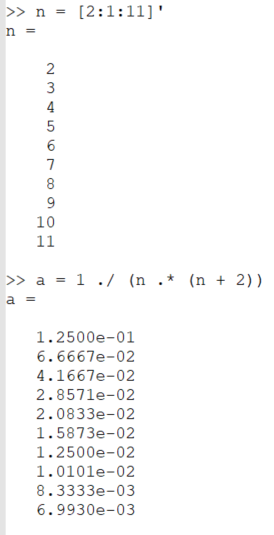 >> n = [2:1:11]'
n =
2
3
4
5
6
7
8
9
10
11
>> a = 1 ./ (n .* (n + 2))
a =
1.2500e-01
6.6667e-02
4.1667e-02
2.8571e-02
2.0833e-02
1.5873e-02
1.2500e-02
1.0101e-02
8.3333e-03
6.9930e-03